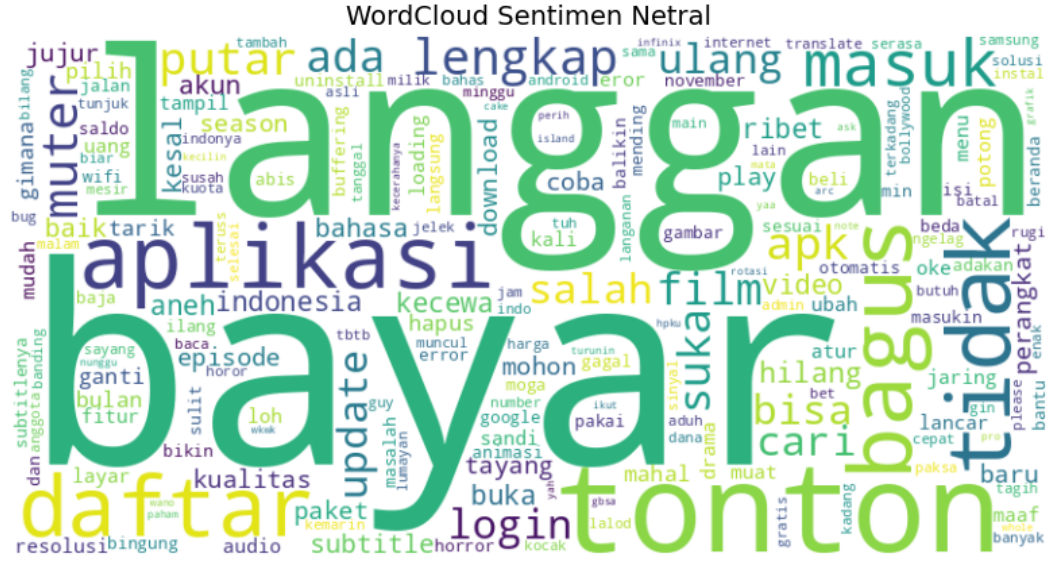 WordCloud Sentimen Netral
jujur
langgan
putar
tambah
ada
lengkap
infinix
internet
translate
serasa
samsung
sama
ulang
masuk
solusi
instal
pilih
jalan
akun
uninstall
milik
bahas
android
eror
november
bilang
gimana
muter
tunjuk
tampil
asli
minggu
cake
perih
island
main
ribet
ask
saldo
season
uang
indonya
kesal
kecilin
buffering
tanggal
kecerahanya
loading
langsung
download
balikin
mending
lain
terkadang
bollywood
menu
potong
grafik
beranda
biar
wifi
mesir
susah
kuota
abis
coba
play
mata
arc
beli
min
isi
batal
yaa
bug
baik
tarik
terus
selesai
bahasa
jelek
tuh
kali
langanan
gambar
sesuai
note
beda
rugi
ngelag
malam
mudah
aplikasi
apk
bagus
tidak
otomatis
oke
adakan
salah
film
rotasi
video
admin
ubah
butuh
perangkat
masukin
enak
baja
aneh
indonesia
kecewa
jam
indo
bayar
ilang
hapus
hpku
suka
tbtb
muncul
error
harga
mohon
turunin
gagal
sinyal
atur
hilang
sayang
nunggu
baca
episode
horor
ganti
bulan
fitur
sulit
loh
wkwk
update
guy
moga
number
google
ikut
pakai
aduh
dana
bet
bisa
jaring
gin
please
bantu
lancar
cepat
pro
subtitlenya
anggota
banding
bikin
masalah
lumayan
sandi
animasi
drama
cari
dan
layar
kualitas
tayang
mahal
muat
paksa
baru
daftar
wano
paham
paket
kemarin
buka
yah
tonton
gbsa
lalod
gratis
kadang
tagih
maaf
whole
banyak
login
resolusi
bingung
audio
subtitle
horror
kocak